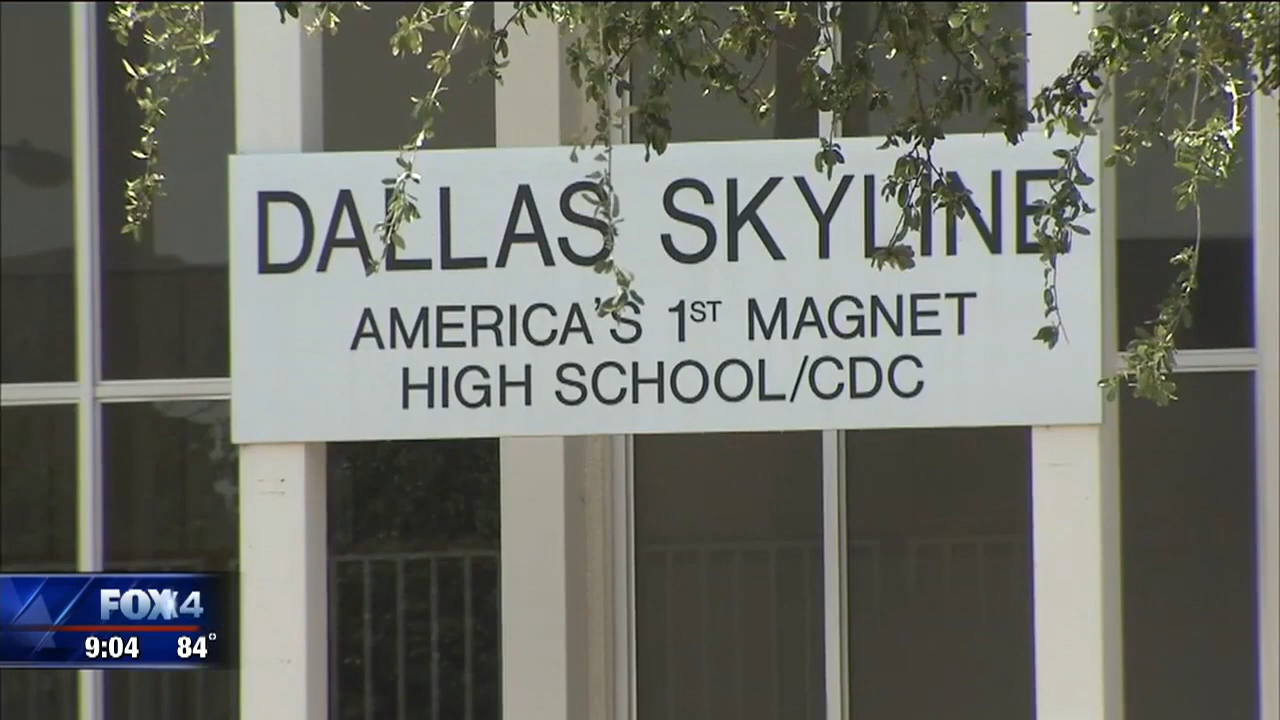 DALLAS SKYLINE
AMERICA'S 1ST MAGNET
HIGH SCHOOL/CDC
FOX 4
9:04 84°